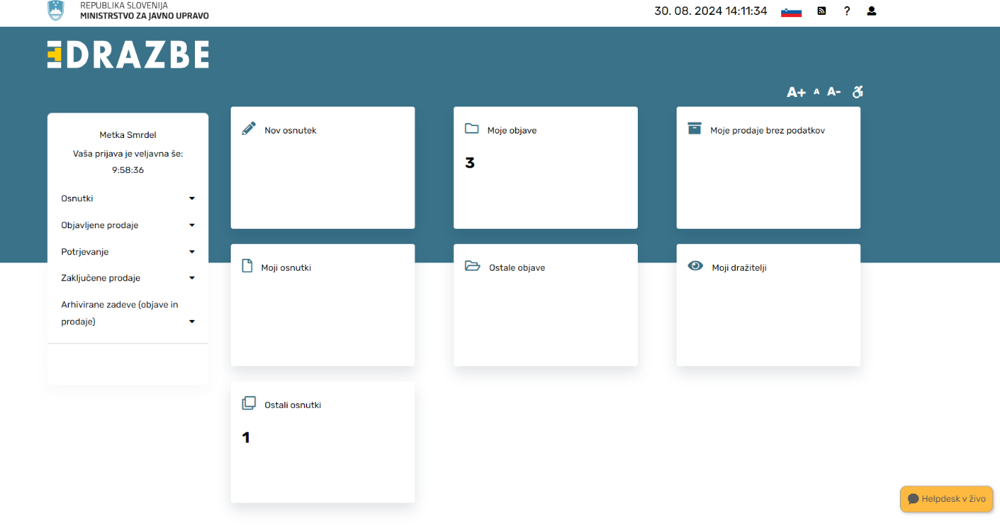 REPUBLIKA SLOVENIJA
MINISTRSTVO ZA JAVNO UPRAVO
30. 08. 2024 14:11:34
?
EDRAZBE
A+ A A-
Metka Smrdel
Vaša prijava je veljavna še:
9:58:36
Osnutki
Objavljene prodaje
Potrjevanje
Zaključene prodaje
Arhivirane zadeve (objave in
prodaje)
Nov osnutek
Moje objave
3
Moje prodaje brez podatkov
Moji osnutki
Ostale objave
Moji dražitelji
Ostali osnutki
1
Helpdesk v živo